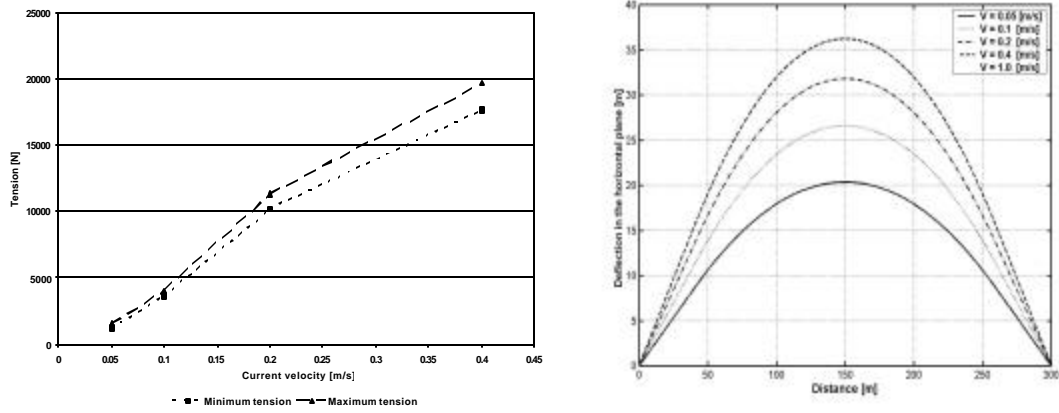 25000
20000
15000
10000
5000
0
Tension [N]
0 0.05 0.1 0.15 0.2 0.25 0.3 0.35 0.4 0.45
Current velocity [m/s]
Minimum tension Maximum tension
40
35
30
25
20
15
10
5
0
Deflection in the horizontal plane [m]
V = 0.05 [m/s]
V = 0.1 [m/s]
V = 0.2 [m/s]
V = 0.4 [m/s]
V = 1.0 [m/s]
0 50 100 150 200 250 300
Distance [m]